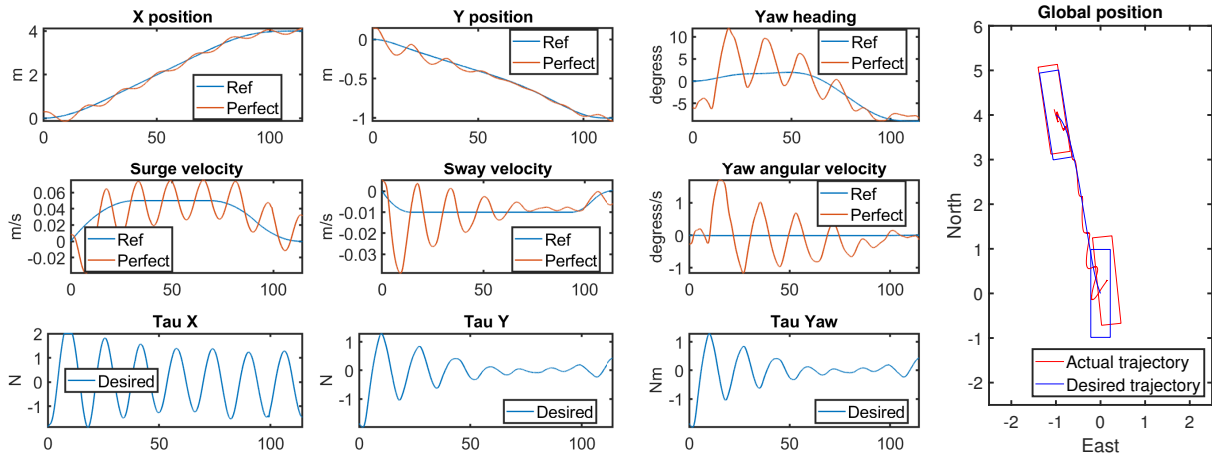 X position
m
4
2
0
0
50
100
Ref
Perfect
Y position
m
0
-0.5
-1
0
50
100
Ref
Perfect
Yaw heading
degress
10
5
0
-5
0
50
100
Ref
Perfect
Surge velocity
m/s
0.06
0.04
0.02
0
-0.02
0
50
100
Ref
Perfect
Sway velocity
m/s
0
-0.01
-0.02
-0.03
0
50
100
Ref
Perfect
Yaw angular velocity
degress/s
1
0
-1
0
50
100
Ref
Perfect
Tau X
N
2
1
0
-1
0
50
100
Desired
Tau Y
N
1
0
-1
0
50
100
Desired
Tau Yaw
Nm
1
0
-1
0
50
100
Desired
Global position
North
6
5
4
3
2
1
0
-1
-2
-2
-1
0
1
2
East
Actual trajectory
Desired trajectory